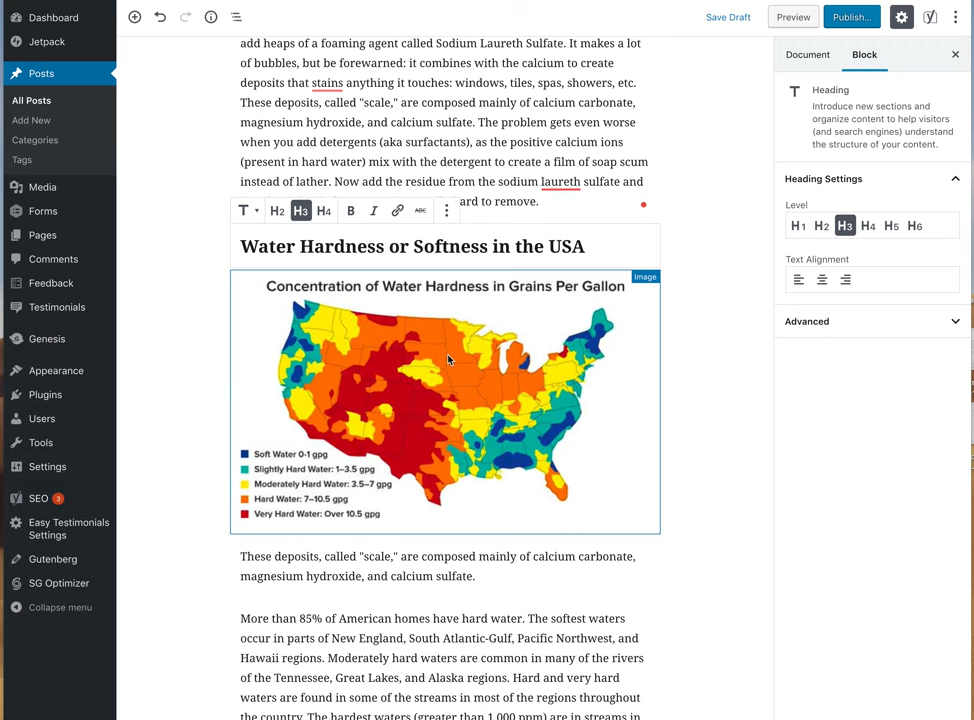 Dashboard
Jetpack
Posts
All Posts
Add New
Categories
Tags
Media
Forms
Pages
Comments
Feedback
Testimonials
Genesis
Appearance
Plugins
Users
Tools
Settings
SEO 3
Easy Testimonials
Settings
Gutenberg
SG Optimizer
Collapse menu
Save Draft
Preview
Publish...
add heaps of a foaming agent called Sodium Laureth Sulfate. It makes a lot
of bubbles, but be forewarned: it combines with the calcium to create
deposits that stains anything it touches: windows, tiles, spas, showers, etc.
These deposits, called "scale," are composed mainly of calcium carbonate,
magnesium hydroxide, and calcium sulfate. The problem gets even worse
when you add detergents (aka surfactants), as the positive calcium ions
(present in hard water) mix with the detergent to create a film of soap scum
instead of lather. Now add the residue from the sodium laureth sulfate and
ard to remove.
T H2 H3 H4 B I ABC
Water Hardness or Softness in the USA
Image
Concentration of Water Hardness in Grains Per Gallon
Soft Water 0-1 gpg
Slightly Hard Water: 1–3.5 gpg
Moderately Hard Water: 3.5–7 gpg
Hard Water: 7–10.5 gpg
Very Hard Water: Over 10.5 gpg
These deposits, called "scale," are composed mainly of calcium carbonate,
magnesium hydroxide, and calcium sulfate.
More than 85% of American homes have hard water. The softest waters
occur in parts of New England, South Atlantic-Gulf, Pacific Northwest, and
Hawaii regions. Moderately hard waters are common in many of the rivers
of the Tennessee, Great Lakes, and Alaska regions. Hard and very hard
waters are found in some of the streams in most of the regions throughout
the country. The hardest waters (greater than 1,000 ppm) are in streams in
Document
Block
T Heading
Introduce new sections and
organize content to help visitors
(and search engines) understand
the structure of your content.
Heading Settings
Level
H1 H2 H3 H4 H5 H6
Text Alignment
Advanced